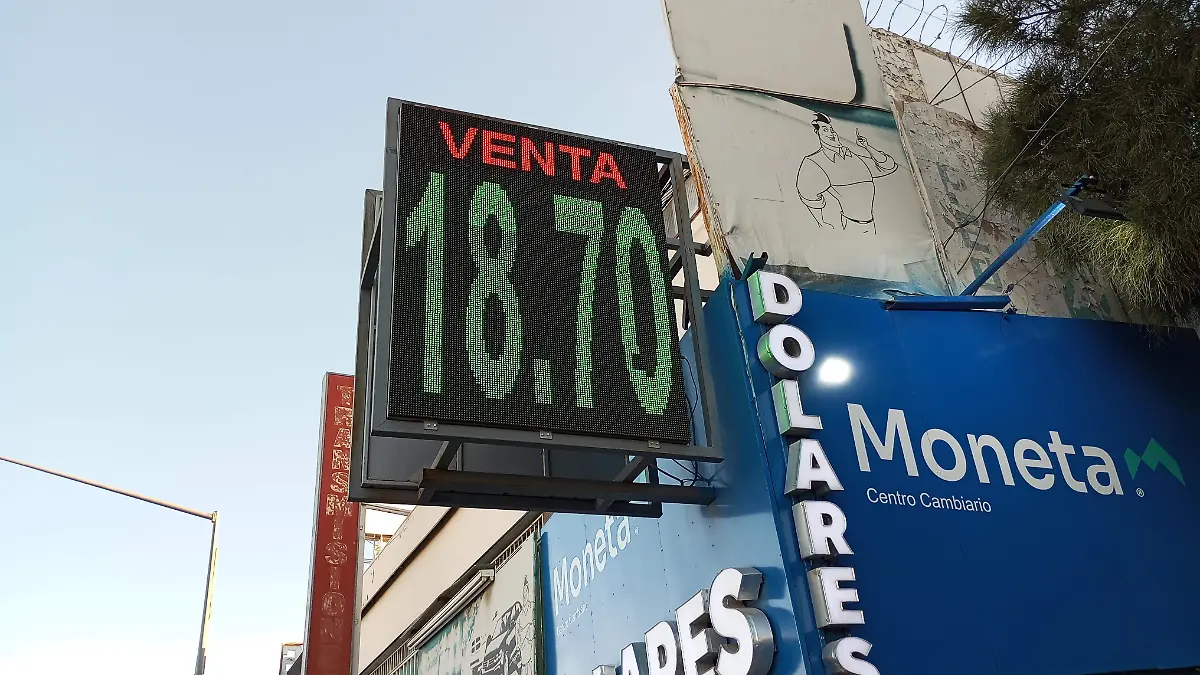 VENTA
18.70
DOLARES
Moneta®
Centro Cambiario
Moneta